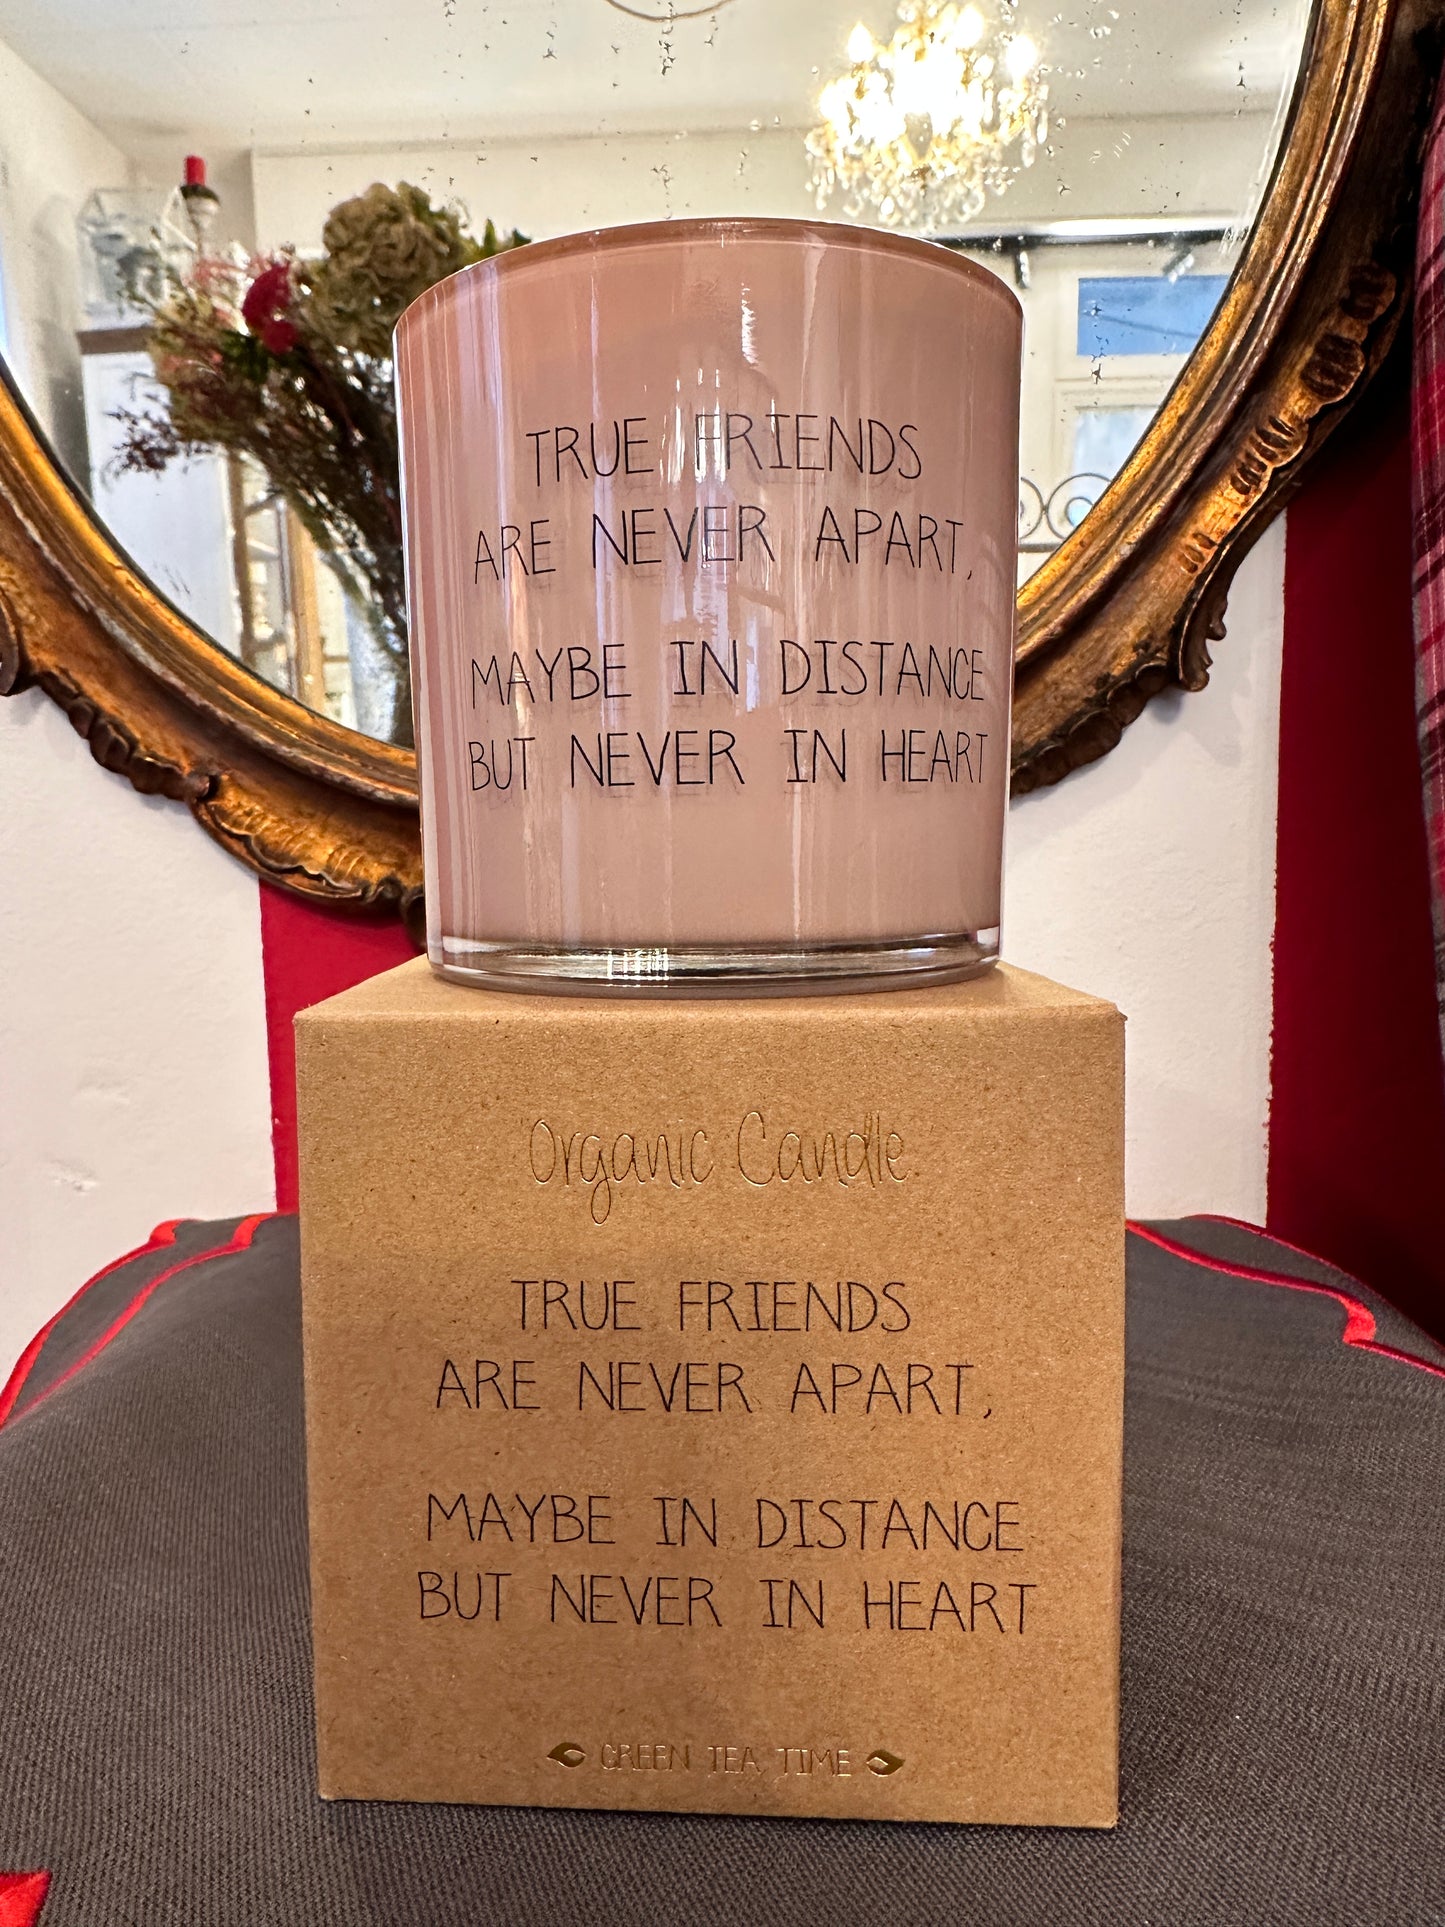 TRUE FRIENDS
ARE NEVER APART,
MAYBE IN DISTANCE
BUT NEVER IN HEART
Organic Candle
TRUE FRIENDS
ARE NEVER APART,
MAYBE IN DISTANCE
BUT NEVER IN HEART
GREEN TEA TIME